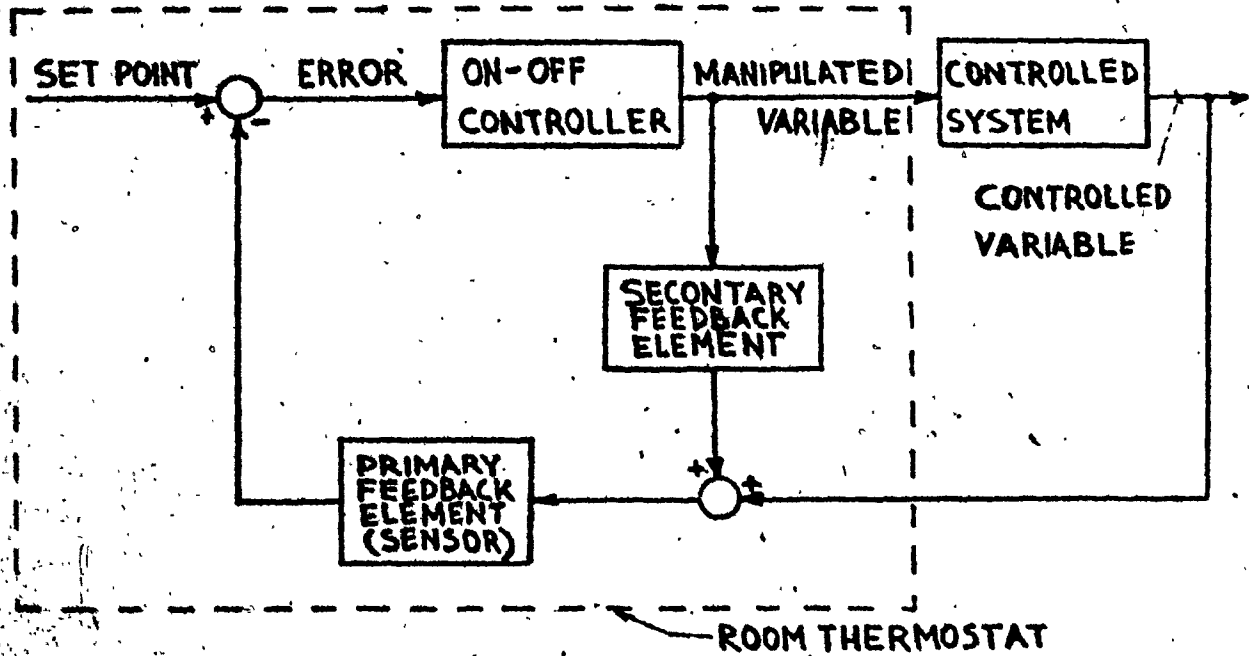 SET POINT
ERROR
ON-OFF
CONTROLLER
MANIPULATED
VARIABLE
CONTROLLED
SYSTEM
CONTROLLED
VARIABLE
SECONTARY
FEEDBACK
ELEMENT
PRIMARY
FEEDBACK
ELEMENT
(SENSOR)
ROOM THERMOSTAT